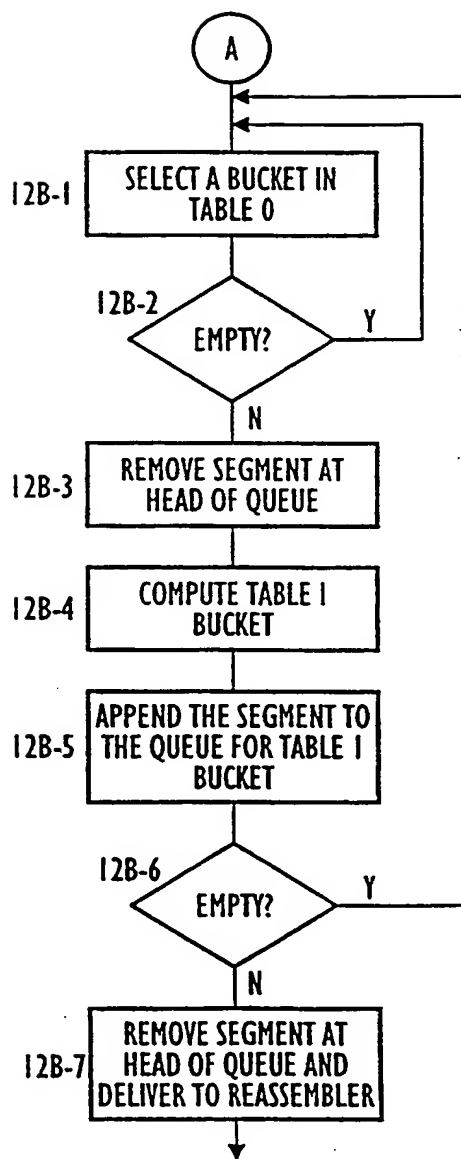 A
12B-1
SELECT A BUCKET IN
TABLE 0
12B-2
EMPTY?
Y
N
12B-3
REMOVE SEGMENT AT
HEAD OF QUEUE
12B-4
COMPUTE TABLE 1
BUCKET
12B-5
APPEND THE SEGMENT TO
THE QUEUE FOR TABLE 1
BUCKET
12B-6
EMPTY?
Y
N
12B-7
REMOVE SEGMENT AT
HEAD OF QUEUE AND
DELIVER TO REASSEMBLER